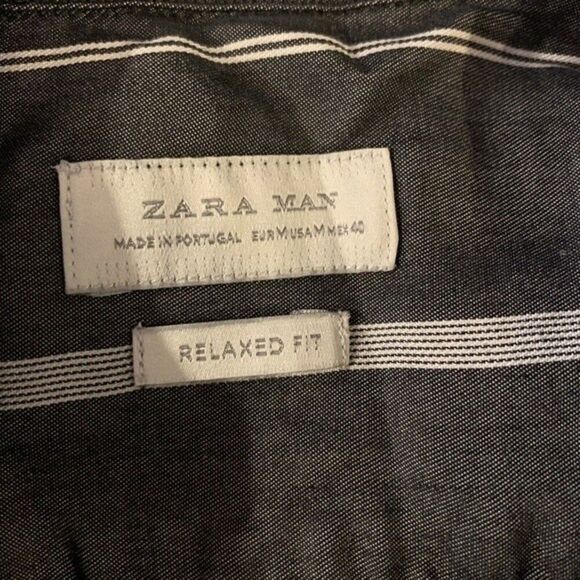 ZARA MAN
MADE IN PORTUGAL EUR M USA M MEX 40
RELAXED FIT